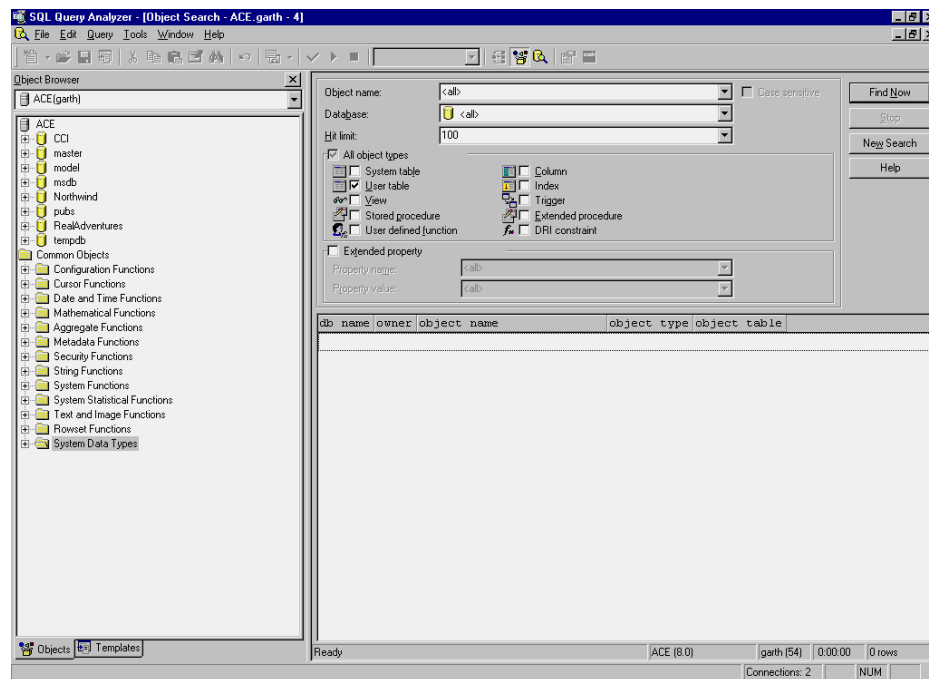 SQL Query Analyzer - [Object Search - ACE.garth - 4]
File Edit Query Tools Window Help
Object Browser
ACE(garth)
ACE
CCI
master
model
msdb
Northwind
pubs
RealAdventures
tempdb
Common Objects
Configuration Functions
Cursor Functions
Date and Time Functions
Mathematical Functions
Aggregate Functions
Metadata Functions
Security Functions
String Functions
System Functions
System Statistical Functions
Text and Image Functions
Rowset Functions
System Data Types
Objects Templates
Object name: <all> Case sensitive Find Now
Database: <all> Stop
Hit limit: 100 New Search
All object types Help
System table Column
User table Index
View Trigger
Stored procedure Extended procedure
User defined function DRI constraint
Extended property
Property name: <all>
Property value: <all>
db name owner object name object type object table
Ready ACE (8.0) garth (54) 0:00:00 0 rows
Connections: 2 NUM